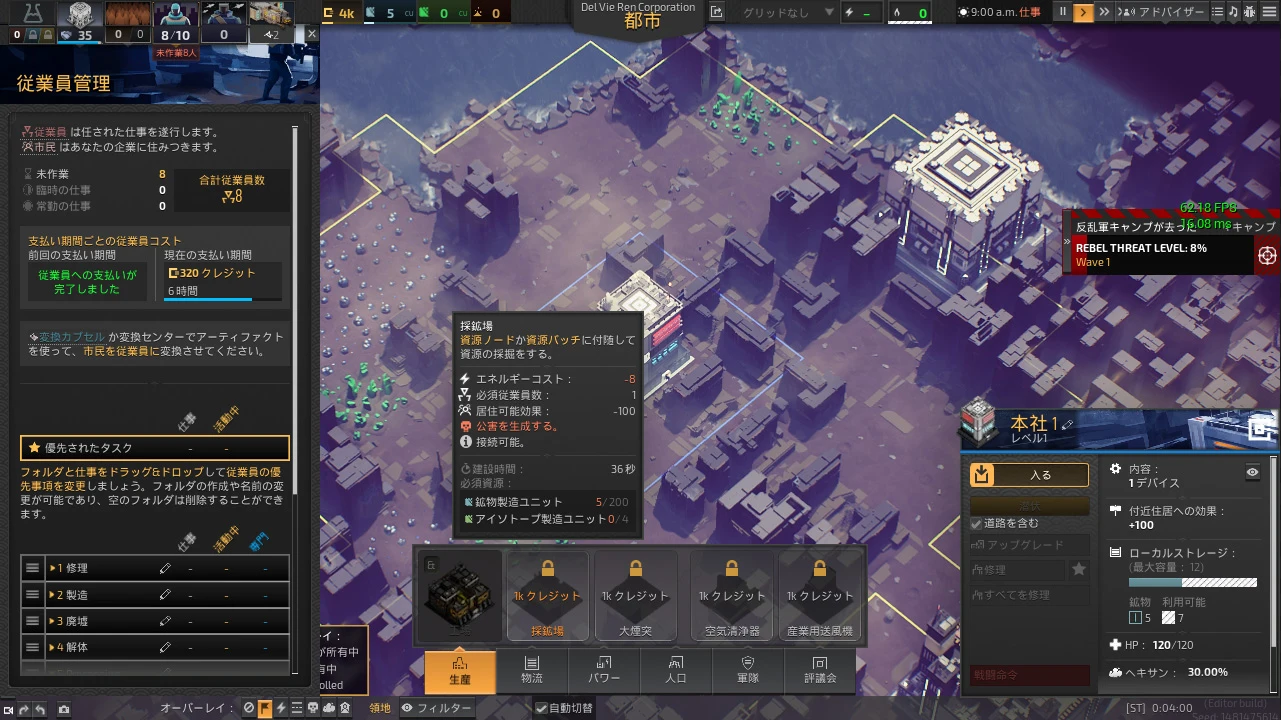 4k
5 cu
0 cu
0
Del Vie Ren Corporation
都市
グリッドなし
–
0
9:00 a.m.仕事
アドバイザー
0
35
0 0
8/10
0
2
未作業8人
従業員管理
従業員 は任された仕事を遂行します。
市民 はあなたの企業に住みつきます。
未作業 8
臨時の仕事 0
常勤の仕事 0
合計従業員数
8
支払い期間ごとの従業員コスト
前回の支払い期間
従業員への支払いが
完了しました
現在の支払い期間
320 クレジット
6 時間
変換カプセル か変換センターでアーティファクト
を使って、市民を従業員に変換させてください。
仕事
活動中
優先されたタスク - -
フォルダと仕事をドラッグ&ドロップして従業員の優
先事項を変更しましょう。フォルダの作成や名前の変
更が可能であり、空のフォルダは削除することができ
ます。
仕事
活動中
専門
1 修理 - - -
2 製造 - - -
3 廃墟 - - -
4 解体 - - -
採鉱場
資源ノードか資源パッチに付随して
資源の採掘をする。
エネルギーコスト : -8
必須従業員数 : 1
居住可能効果 : -100
公害を生成する。
接続可能。
建設時間 : 36 秒
必須資源 :
鉱物製造ユニット 5/200
アイソトープ製造ユニット 0/4
62.18 FPS
16.08 ms
反乱軍キャンプが去った
キャンプ
REBEL THREAT LEVEL: 8%
Wave 1
1k クレジット
採鉱場
1k クレジット
大煙突
1k クレジット
空気清浄器
1k クレジット
産業用送風機
生産
物流
パワー
人口
軍隊
評議会
イ :
が所有中
有中
olled
本社 1
レベル1
入る
道路を含む
アップグレード
修理
すべてを修理
戦闘命令
内容 :
1 デバイス
付近住居への効果 :
+100
ローカルストレージ :
(最大容量 : 12)
鉱物 利用可能
5 7
HP : 120/120
ヘキサン : 30.00%
オーバーレイ :
領地
フィルター
自動切替
[ST] 0:04:00
(Editor build)